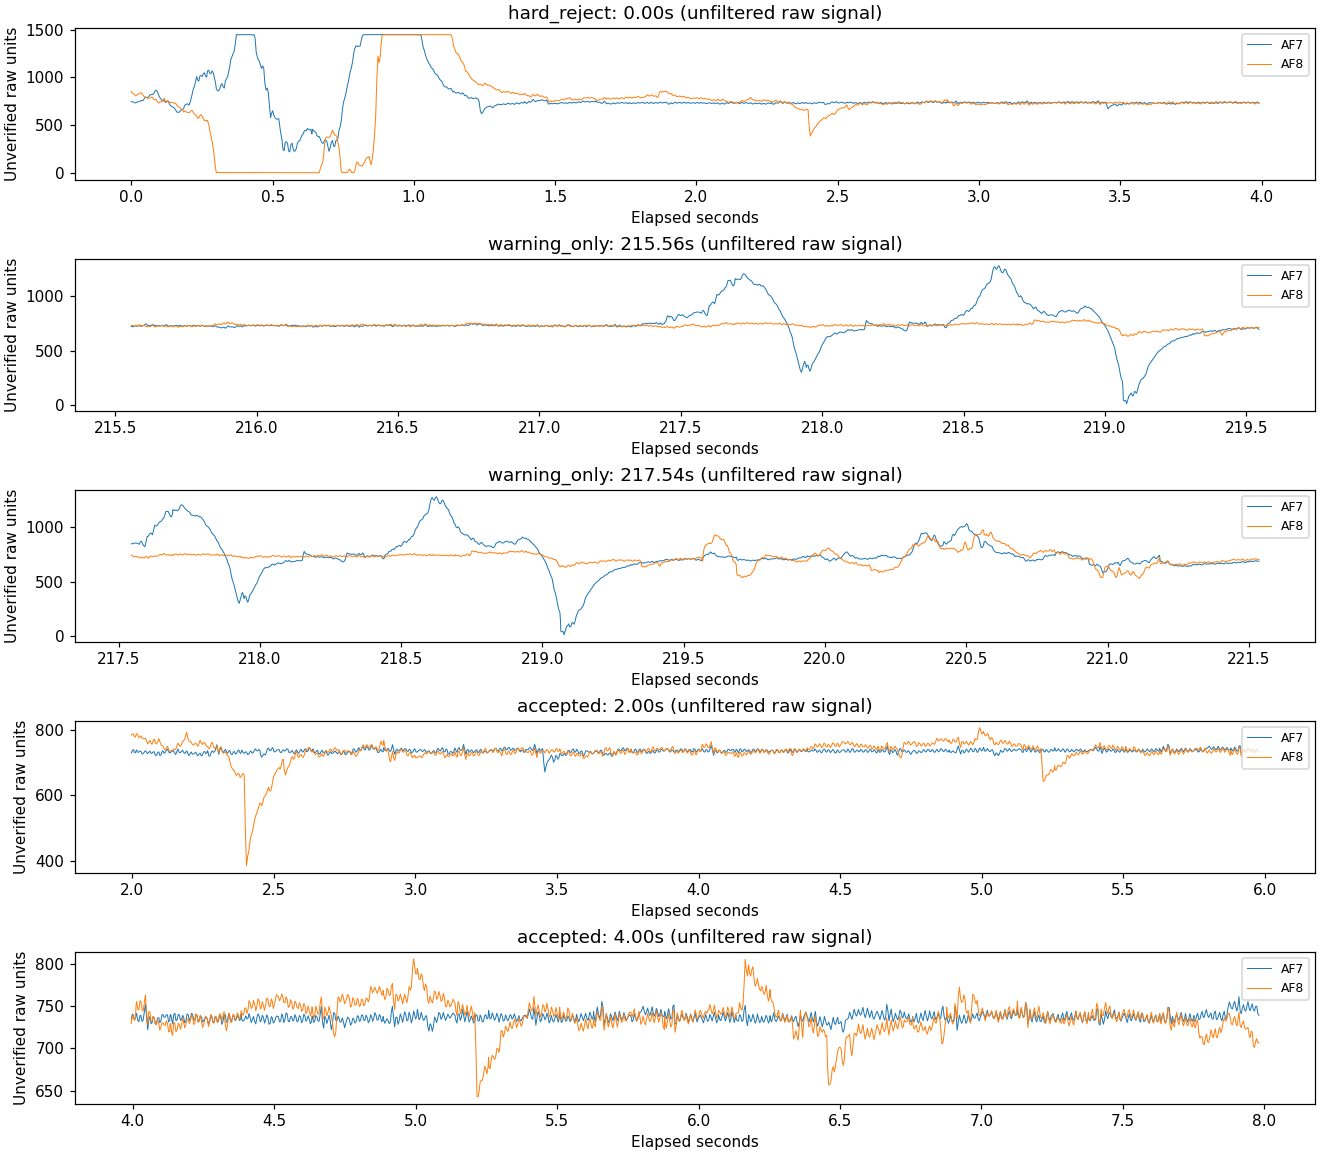 hard_reject: 0.00s (unfiltered raw signal)
Unverified raw units
1500
1000
500
0
AF7
AF8
0.0 0.5 1.0 1.5 2.0 2.5 3.0 3.5 4.0
Elapsed seconds
warning_only: 215.56s (unfiltered raw signal)
Unverified raw units
1000
500
0
AF7
AF8
215.5 216.0 216.5 217.0 217.5 218.0 218.5 219.0 219.5
Elapsed seconds
warning_only: 217.54s (unfiltered raw signal)
Unverified raw units
1000
500
0
AF7
AF8
217.5 218.0 218.5 219.0 219.5 220.0 220.5 221.0 221.5
Elapsed seconds
accepted: 2.00s (unfiltered raw signal)
Unverified raw units
800
600
400
AF7
AF8
2.0 2.5 3.0 3.5 4.0 4.5 5.0 5.5 6.0
Elapsed seconds
accepted: 4.00s (unfiltered raw signal)
Unverified raw units
800
750
700
650
AF7
AF8
4.0 4.5 5.0 5.5 6.0 6.5 7.0 7.5 8.0
Elapsed seconds